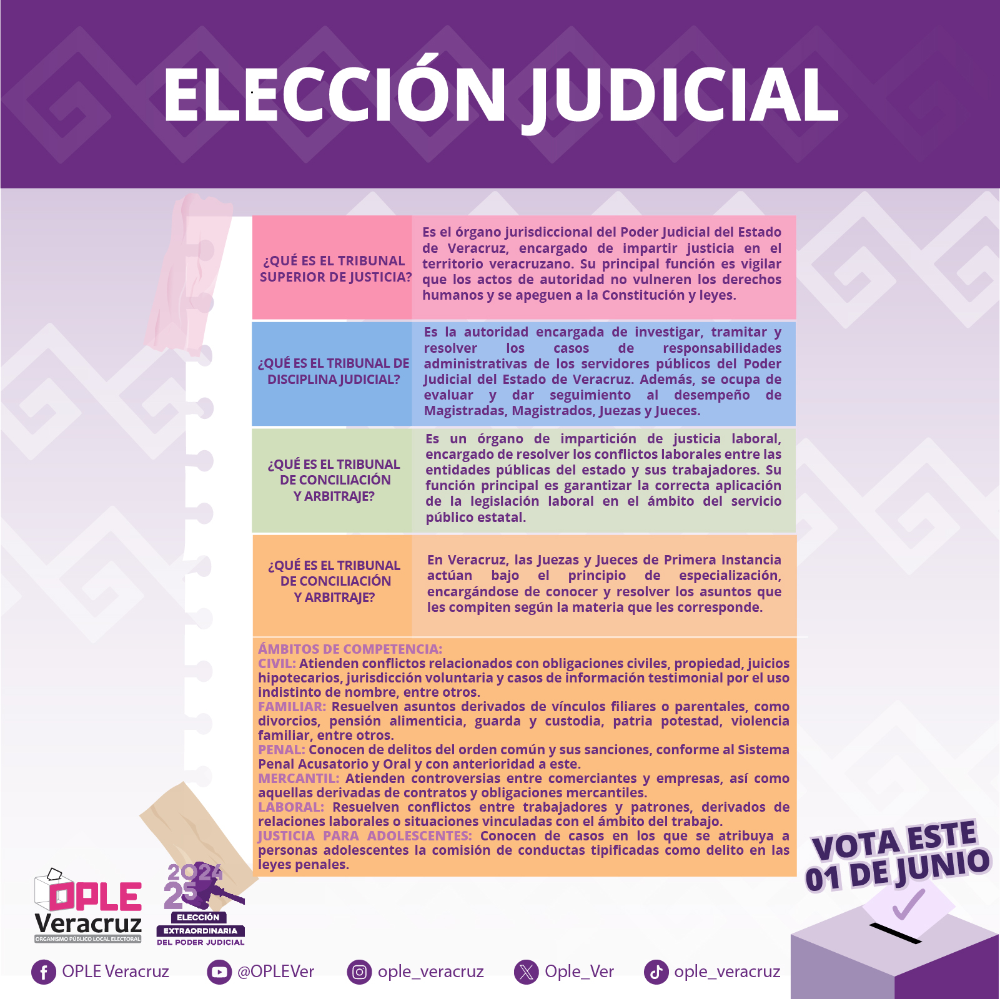 ELECCIÓN JUDICIAL
¿QUÉ ES EL TRIBUNAL
SUPERIOR DE JUSTICIA?
Es el órgano jurisdiccional del Poder Judicial del Estado
de Veracruz, encargado de impartir justicia en el
territorio veracruzano. Su principal función es vigilar
que los actos de autoridad no vulneren los derechos
humanos y se apeguen a la Constitución y leyes.
¿QUÉ ES EL TRIBUNAL DE
DISCIPLINA JUDICIAL?
Es la autoridad encargada de investigar, tramitar y
resolver los casos de responsabilidades
administrativas de los servidores públicos del Poder
Judicial del Estado de Veracruz. Además, se ocupa de
evaluar y dar seguimiento al desempeño de
Magistradas, Magistrados, Juezas y Jueces.
¿QUÉ ES EL TRIBUNAL
DE CONCILIACIÓN
Y ARBITRAJE?
Es un órgano de impartición de justicia laboral,
encargado de resolver los conflictos laborales entre las
entidades públicas del estado y sus trabajadores. Su
función principal es garantizar la correcta aplicación
de la legislación laboral en el ámbito del servicio
público estatal.
¿QUÉ ES EL TRIBUNAL
DE CONCILIACIÓN
Y ARBITRAJE?
En Veracruz, las Juezas y Jueces de Primera Instancia
actúan bajo el principio de especialización,
encargándose de conocer y resolver los asuntos que
les compiten según la materia que les corresponde.
ÁMBITOS DE COMPETENCIA:
CIVIL: Atienden conflictos relacionados con obligaciones civiles, propiedad, juicios
hipotecarios, jurisdicción voluntaria y casos de información testimonial por el uso
indistinto de nombre, entre otros.
FAMILIAR: Resuelven asuntos derivados de vínculos filiares o parentales, como
divorcios, pensión alimenticia, guarda y custodia, patria potestad, violencia
familiar, entre otros.
PENAL: Conocen de delitos del orden común y sus sanciones, conforme al Sistema
Penal Acusatorio y Oral y con anterioridad a este.
MERCANTIL: Atienden controversias entre comerciantes y empresas, así como
aquellas derivadas de contratos y obligaciones mercantiles.
LABORAL: Resuelven conflictos entre trabajadores y patrones, derivados de
relaciones laborales o situaciones vinculadas con el ámbito del trabajo.
JUSTICIA PARA ADOLESCENTES: Conocen de casos en los que se atribuya a
personas adolescentes la comisión de conductas tipificadas como delito en las
leyes penales.
VOTA ESTE
01 DE JUNIO
OPLE
Veracruz
ORGANISMO PÚBLICO LOCAL ELECTORAL
2024
25
ELECCIÓN
EXTRAORDINARIA
DEL PODER JUDICIAL
OPLE Veracruz
@OPLEVer
ople_veracruz
Ople_Ver
ople_veracruz